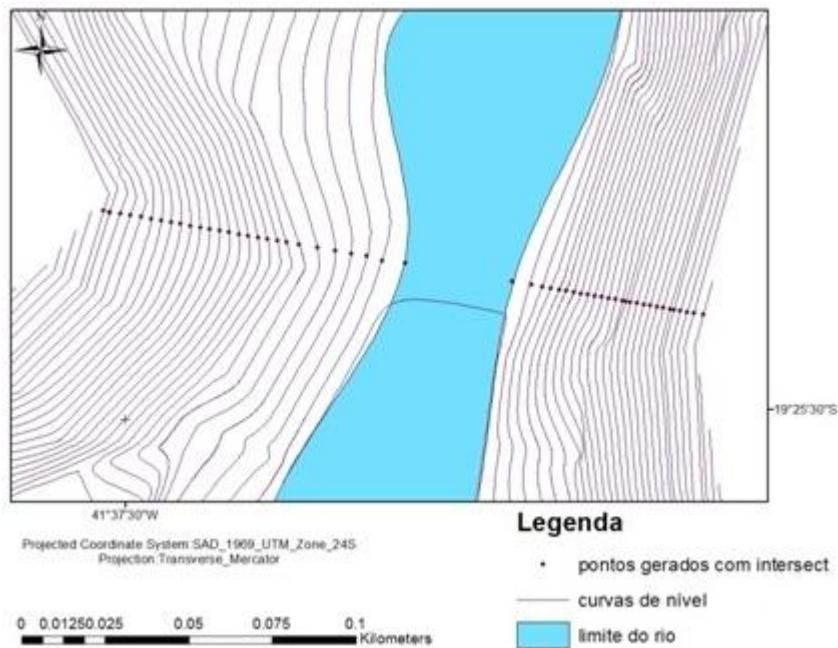 19°25'30"S
41°37'30"W
Projected Coordinate System:SAD_1969_UTM_Zone_24S
Projection:Transverse_Mercator
0 0.01250.025 0.05 0.075 0.1
Kilometers
Legenda
pontos gerados com intersect
curvas de nível
limite do rio